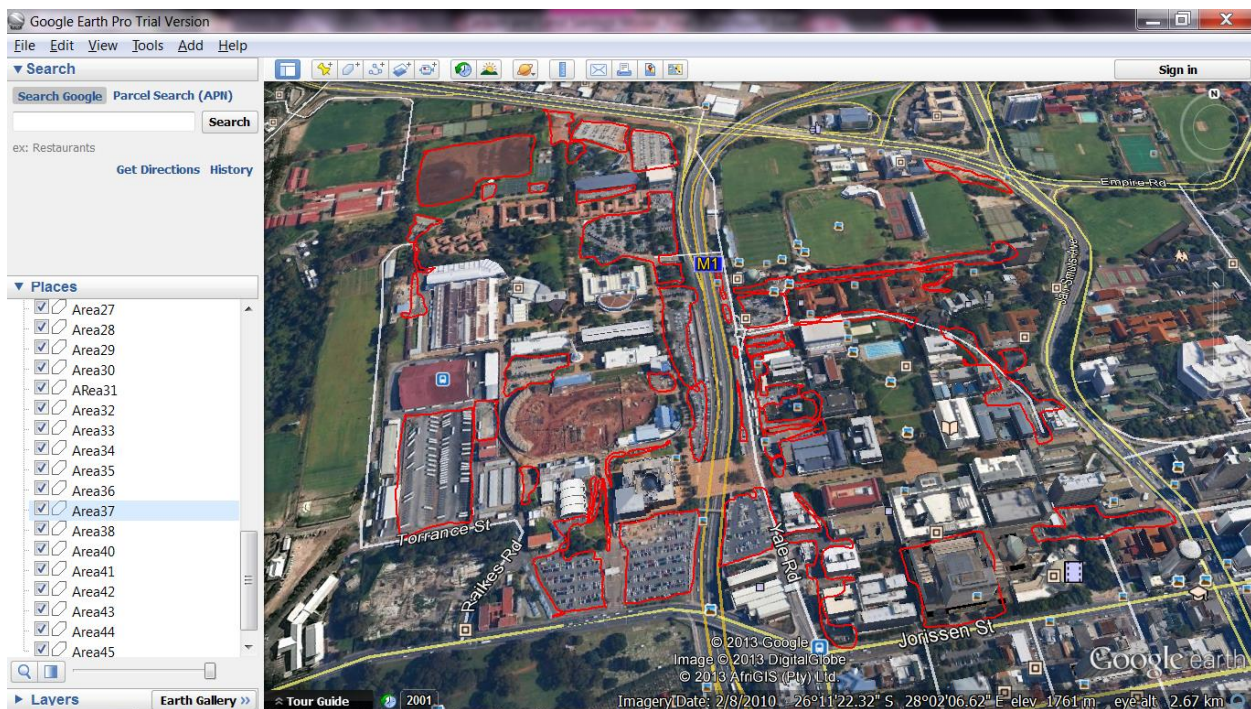 Google Earth Pro Trial Version
File Edit View Tools Add Help
Search
Sign in
Search Google Parcel Search (APN)
Search
ex: Restaurants
Get Directions History
Places
Area27
Area28
Area29
Area30
ARea31
Area32
Area33
Area34
Area35
Area36
Area37
Area38
Area40
Area41
Area42
Area43
Area44
Area45
Layers
Earth Gallery »
N
Empire Rd
Jan Smuts Ave
M1
Torrance St
Raikes Rd
Yale Rd
Jorissen St
© 2013 Google
Image © 2013 DigitalGlobe
© 2013 AfriGIS (Pty) Ltd.
Google earth
Tour Guide
2001
Imagery Date: 2/8/2010 26°11'22.32" S 28°02'06.62" E elev 1761 m eye alt 2.67 km